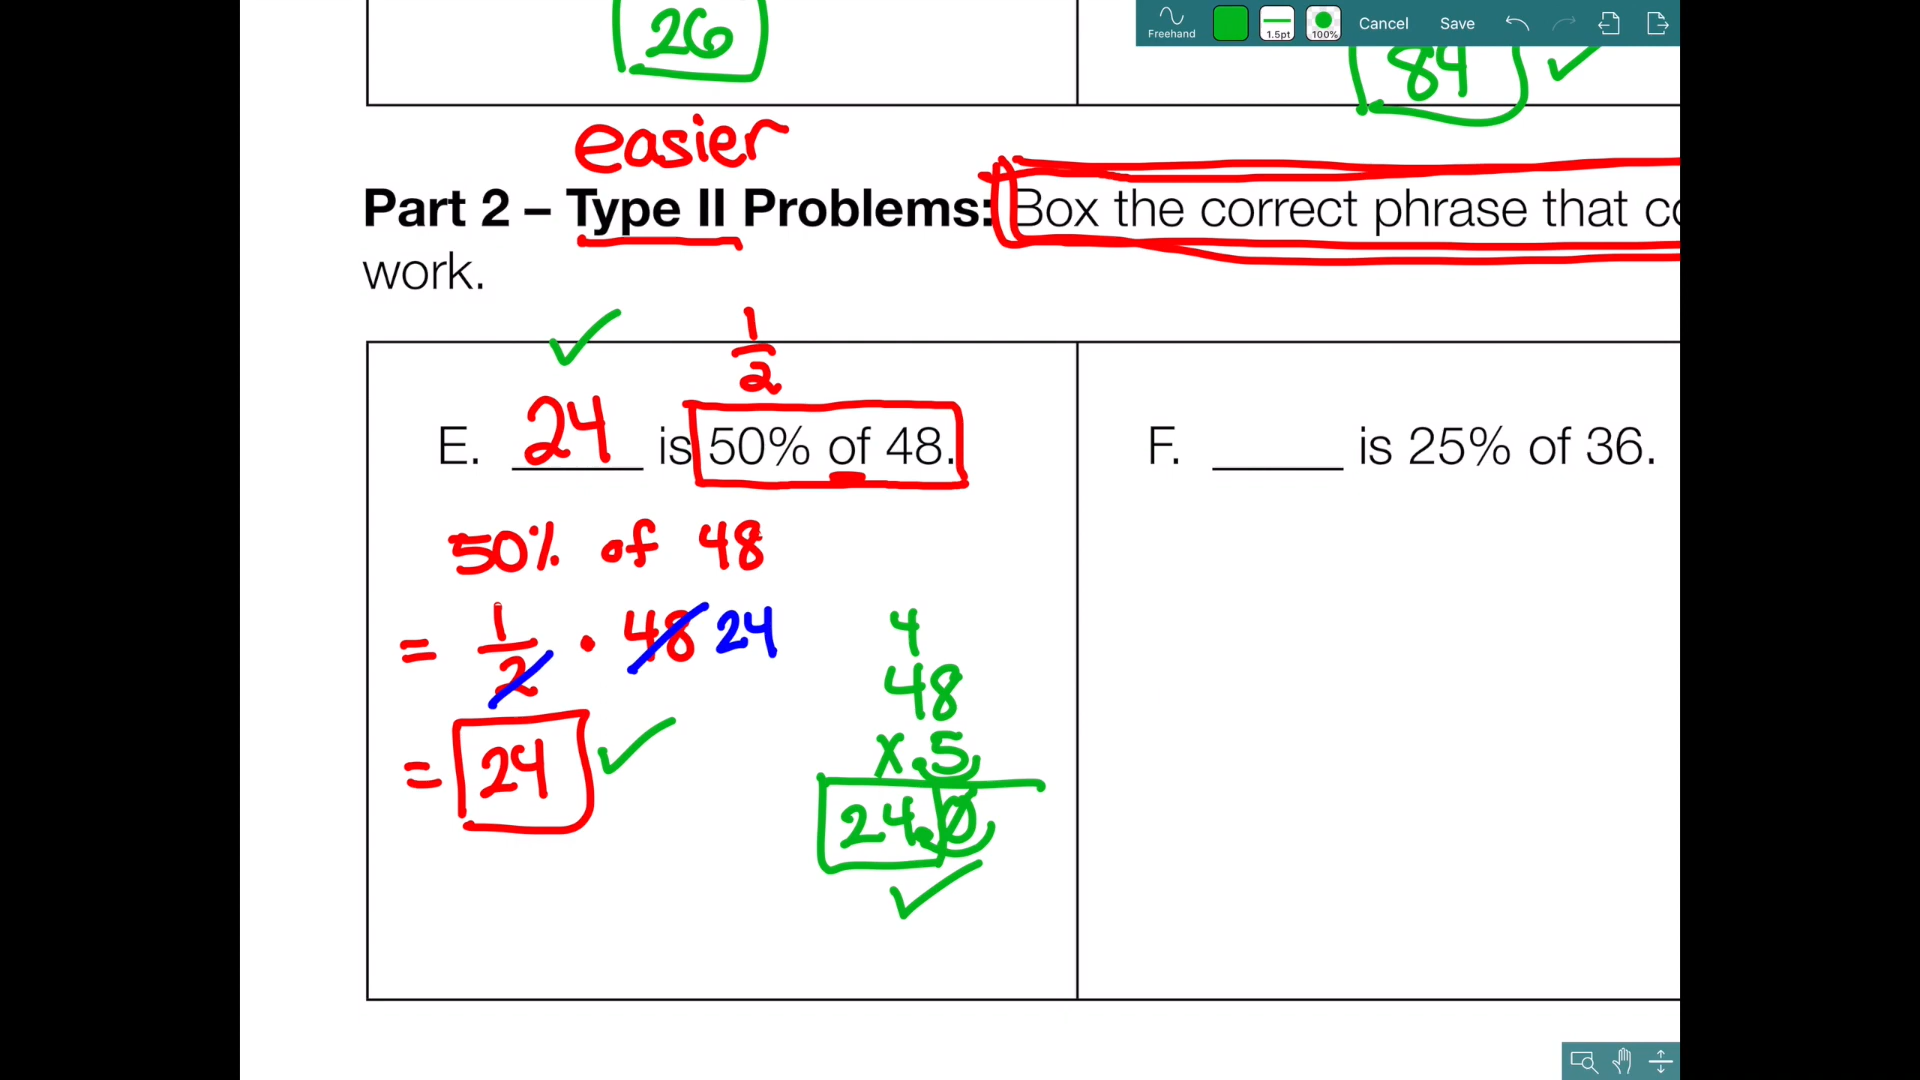 26
Freehand
1.5pt
100%
Cancel
Save
84
easier
Part 2 – Type II Problems: Box the correct phrase that co
work.
1
2
E. 24 is 50% of 48.
F. ______ is 25% of 36.
50% of 48
= 1/2 · 48 24
= 24
4
48
x .5
24.0